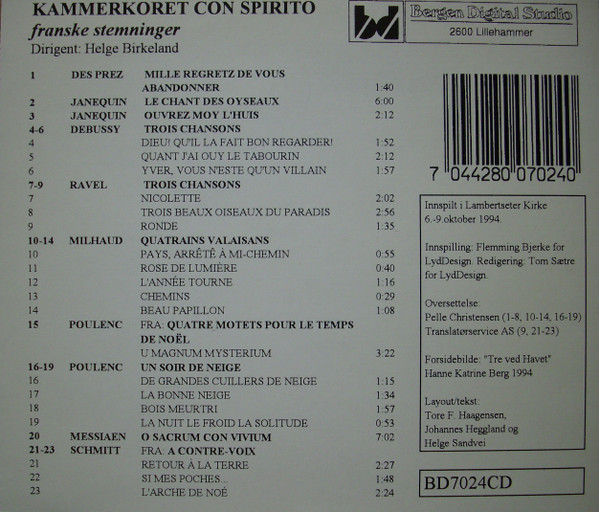 KAMMERKORET CON SPIRITO
franske stemninger
Dirigent: Helge Birkeland
bd
Bergen Digital Studio
2600 Lillehammer
1 DES PREZ MILLE REGRETZ DE VOUS
ABANDONNER 1:40
2 JANEQUIN LE CHANT DES OYSEAUX 6:00
3 JANEQUIN OUVREZ MOY L'HUIS 2:12
4-6 DEBUSSY TROIS CHANSONS
4 DIEU! QU'IL LA FAIT BON REGARDER! 1:52
5 QUANT J'AI OUY LE TABOURIN 2:12
6 YVER, VOUS N'ESTE QU'UN VILLAIN 1:57
7-9 RAVEL TROIS CHANSONS
7 NICOLETTE 2:02
8 TROIS BEAUX OISEAUX DU PARADIS 2:56
9 RONDE 1:35
10-14 MILHAUD QUATRAINS VALAISANS
10 PAYS, ARRÊTÊ À MI-CHEMIN 0:55
11 ROSE DE LUMIÈRE 0:40
12 L'ANNÉE TOURNE 1:16
13 CHEMINS 0:29
14 BEAU PAPILLON 1:08
15 POULENC FRA: QUATRE MOTETS POUR LE TEMPS
DE NOËL
U MAGNUM MYSTERIUM 3:22
16-19 POULENC UN SOIR DE NEIGE
16 DE GRANDES CUILLERS DE NEIGE 1:15
17 LA BONNE NEIGE 1:34
18 BOIS MEURTRI 1:57
19 LA NUIT LE FROID LA SOLITUDE 0:53
20 MESSIAEN O SACRUM CON VIVIUM 7:02
21-23 SCHMITT FRA: A CONTRE-VOIX
21 RETOUR À LA TERRE 2:27
22 SI MES POCHES... 1:48
23 L'ARCHE DE NOÉ 2:24
7 044280 070240
Innspilt i Lambertseter Kirke
6.-9.oktober 1994.
Innspilling: Flemming Bjerke for
LydDesign. Redigering: Tom Sætre
for LydDesign.
Oversettelse:
Pelle Christensen (1-8, 10-14, 16-19)
Translatørservice AS (9, 21-23)
Forsidebilde: "Tre ved Havet"
Hanne Katrine Berg 1994
Layout/tekst:
Tore F. Haagensen,
Johannes Heggland og
Helge Sandvei
BD7024CD